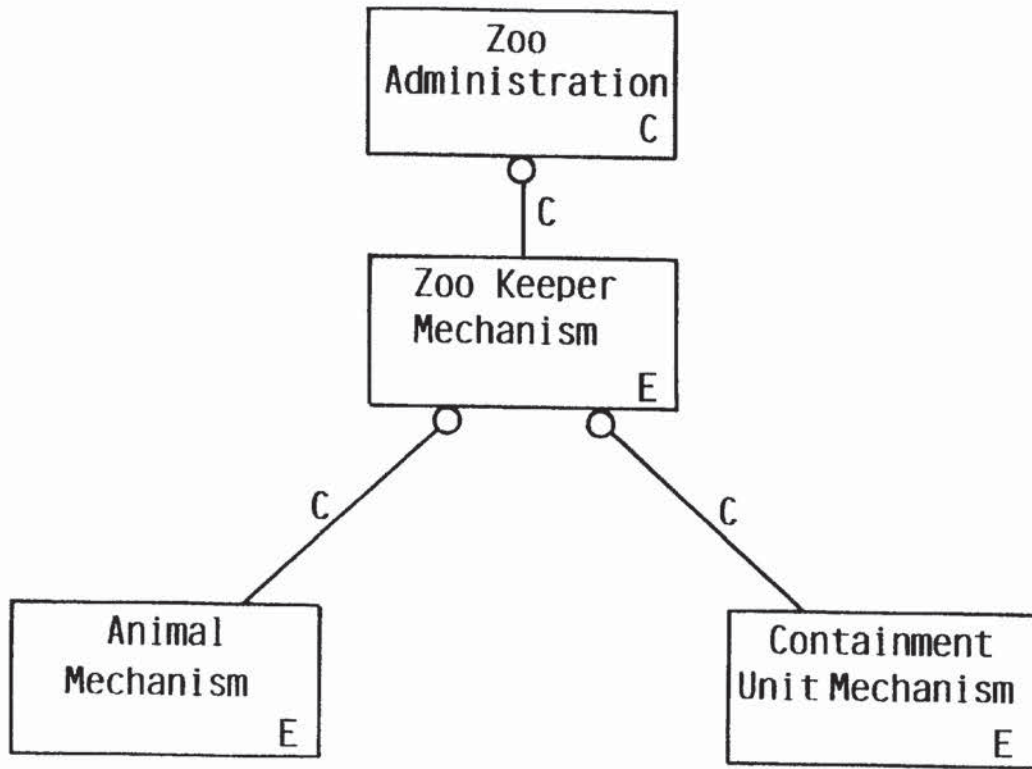 Zoo
Administration
C
C
Zoo Keeper
Mechanism
E
C
C
Animal
Mechanism
E
Containment
Unit Mechanism
E